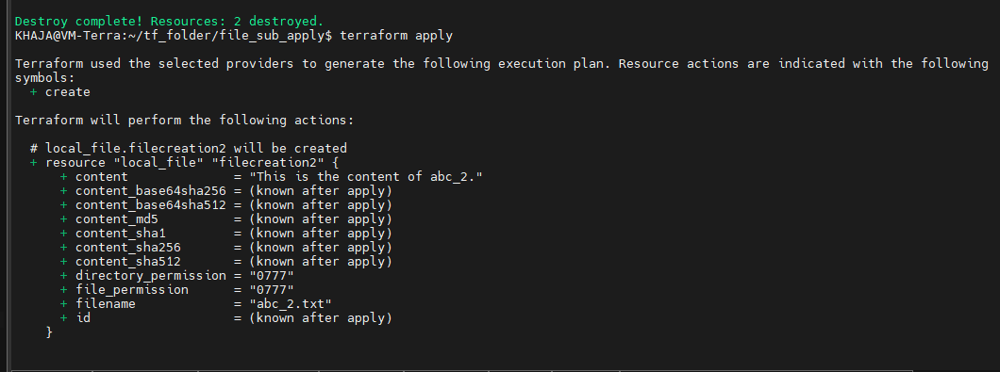 Destroy complete! Resources: 2 destroyed.
KHAJA@VM-Terra:~/tf_folder/file_sub_apply$ terraform apply
Terraform used the selected providers to generate the following execution plan. Resource actions are indicated with the following
symbols:
+ create
Terraform will perform the following actions:
# local_file.filecreation2 will be created
+ resource "local_file" "filecreation2" {
+ content = "This is the content of abc_2."
+ content_base64sha256 = (known after apply)
+ content_base64sha512 = (known after apply)
+ content_md5 = (known after apply)
+ content_sha1 = (known after apply)
+ content_sha256 = (known after apply)
+ content_sha512 = (known after apply)
+ directory_permission = "0777"
+ file_permission = "0777"
+ filename = "abc_2.txt"
+ id = (known after apply)
}